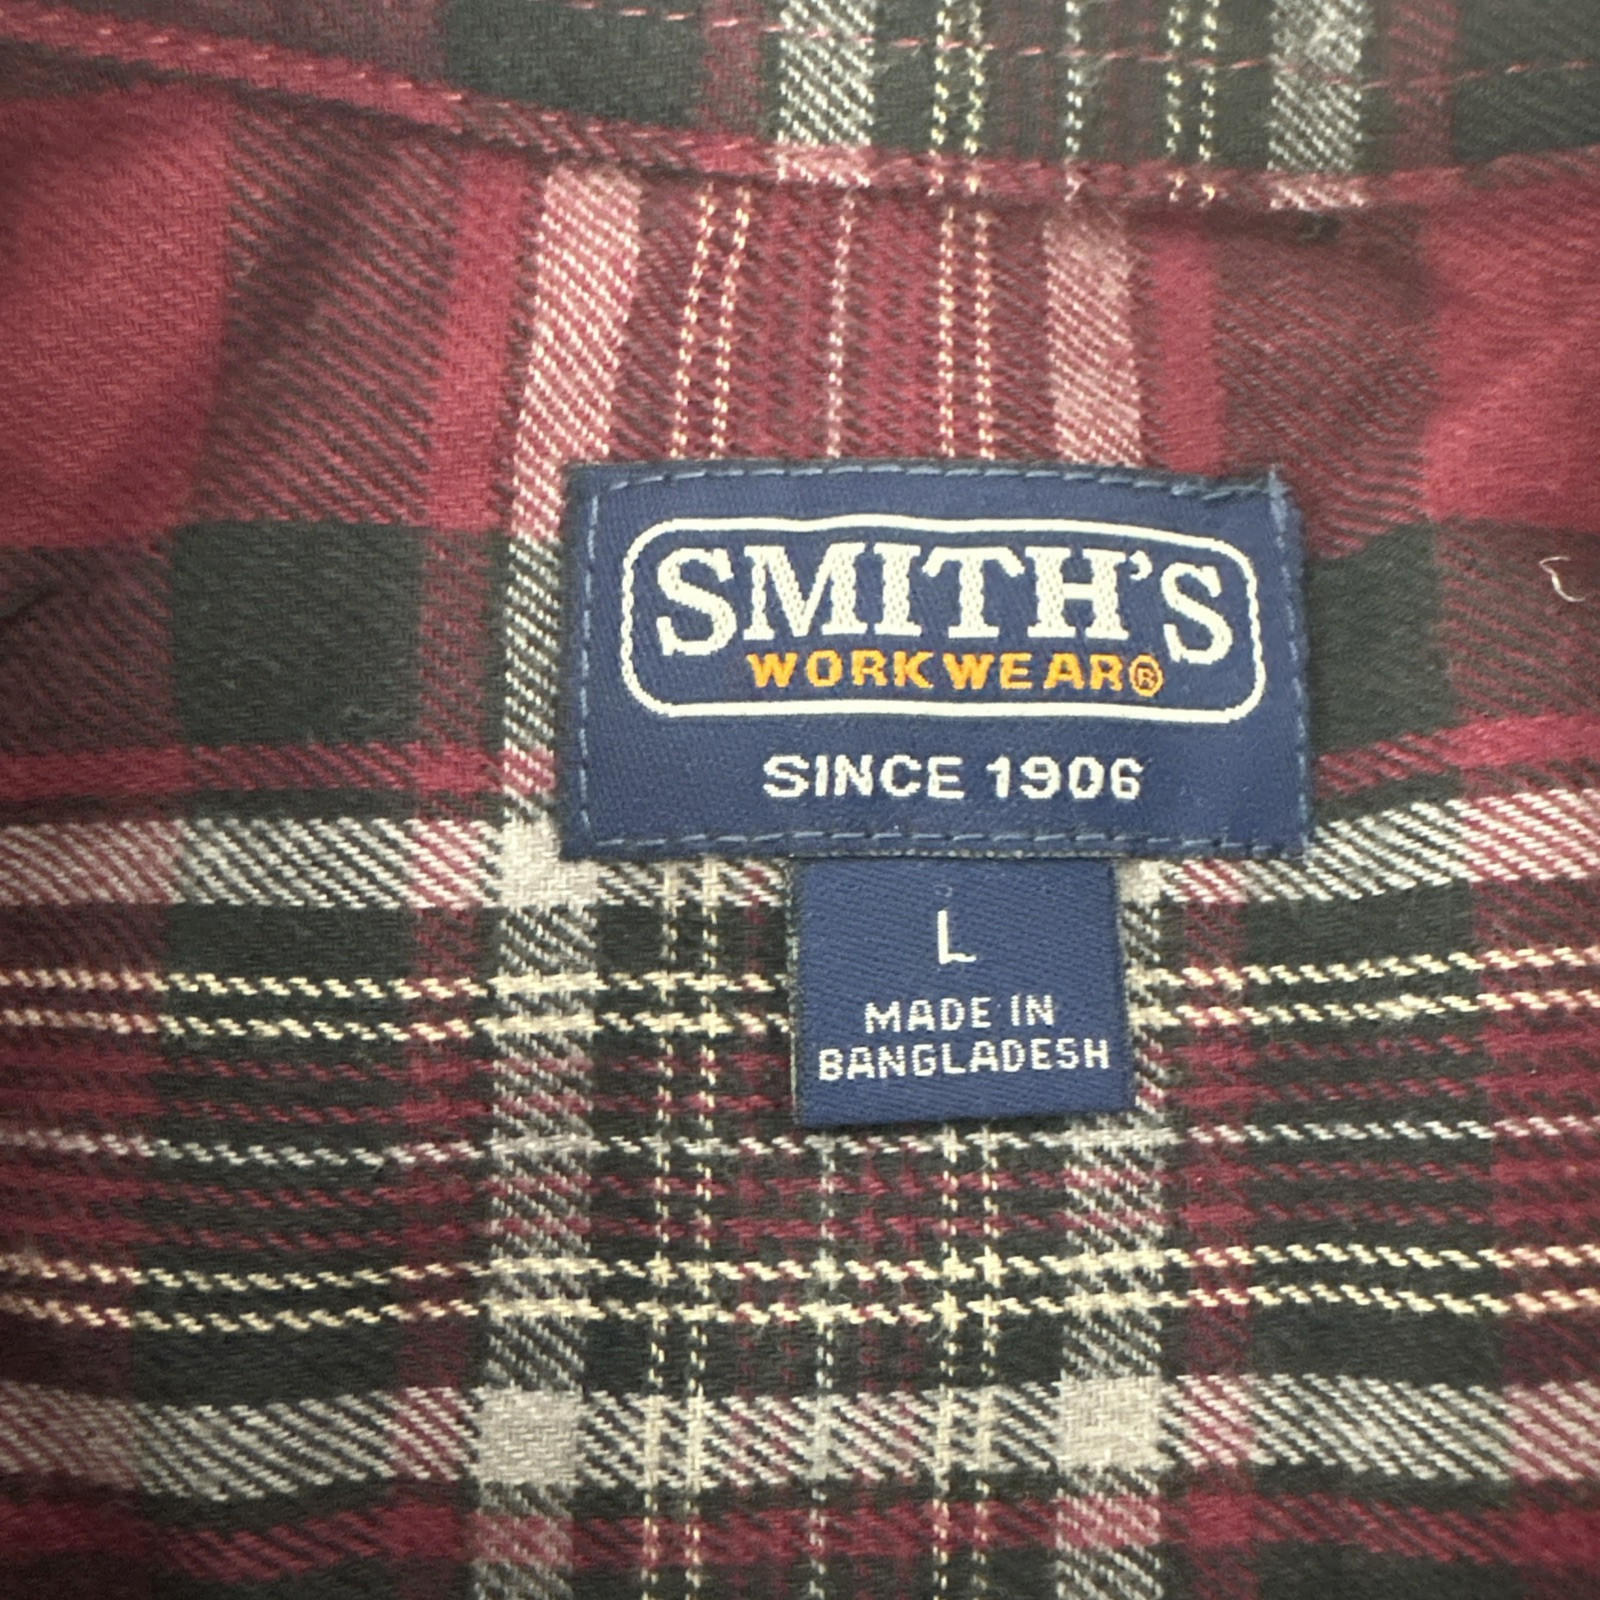 SMITH'S
WORKWEAR®
SINCE 1906
L
MADE IN
BANGLADESH